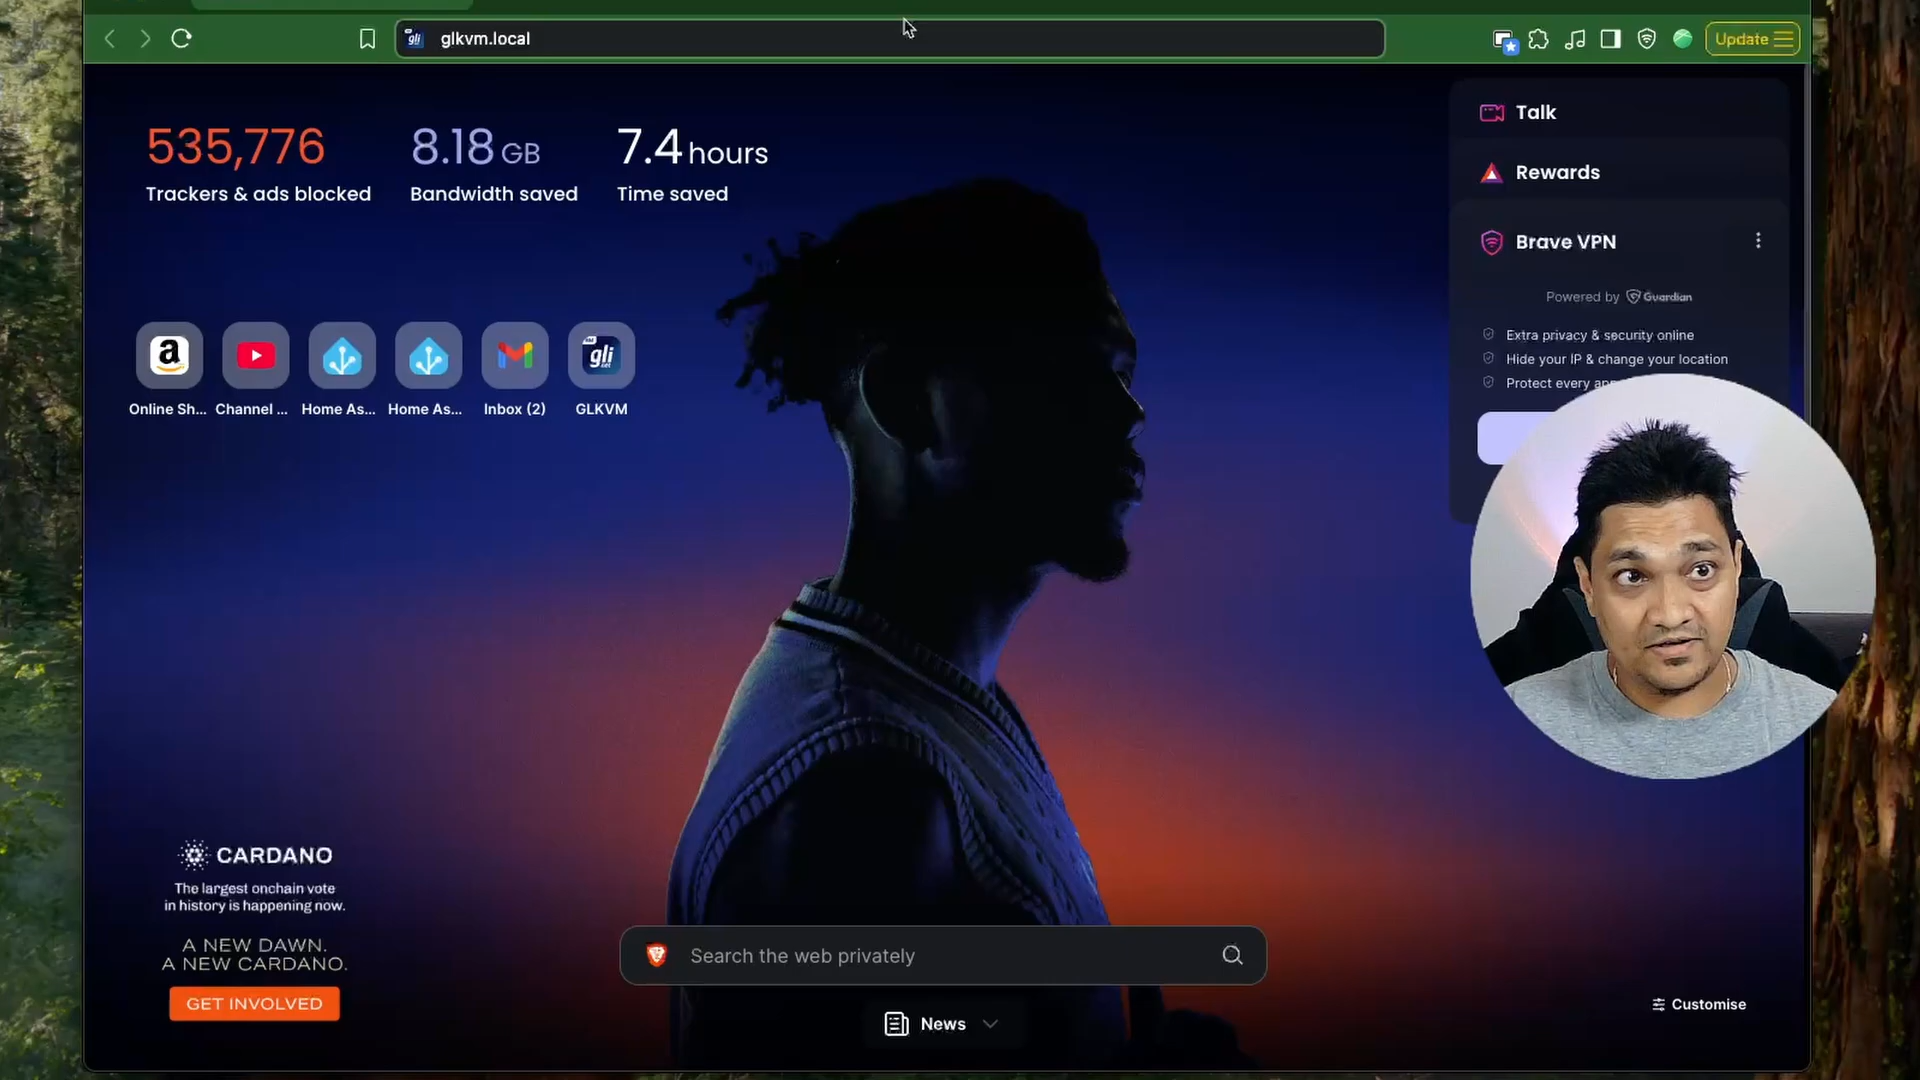 gli
glkvm.local
Update
535,776
Trackers & ads blocked
8.18 GB
Bandwidth saved
7.4 hours
Time saved
Talk
Rewards
Brave VPN
Powered by Guardian
Extra privacy & security online
Hide your IP & change your location
Protect every
a
gli
Online Sh...
Channel ...
Home As...
Home As...
Inbox (2)
GLKVM
CARDANO
The largest onchain vote
in history is happening now.
A NEW DAWN.
A NEW CARDANO.
GET INVOLVED
Search the web privately
News
Customise